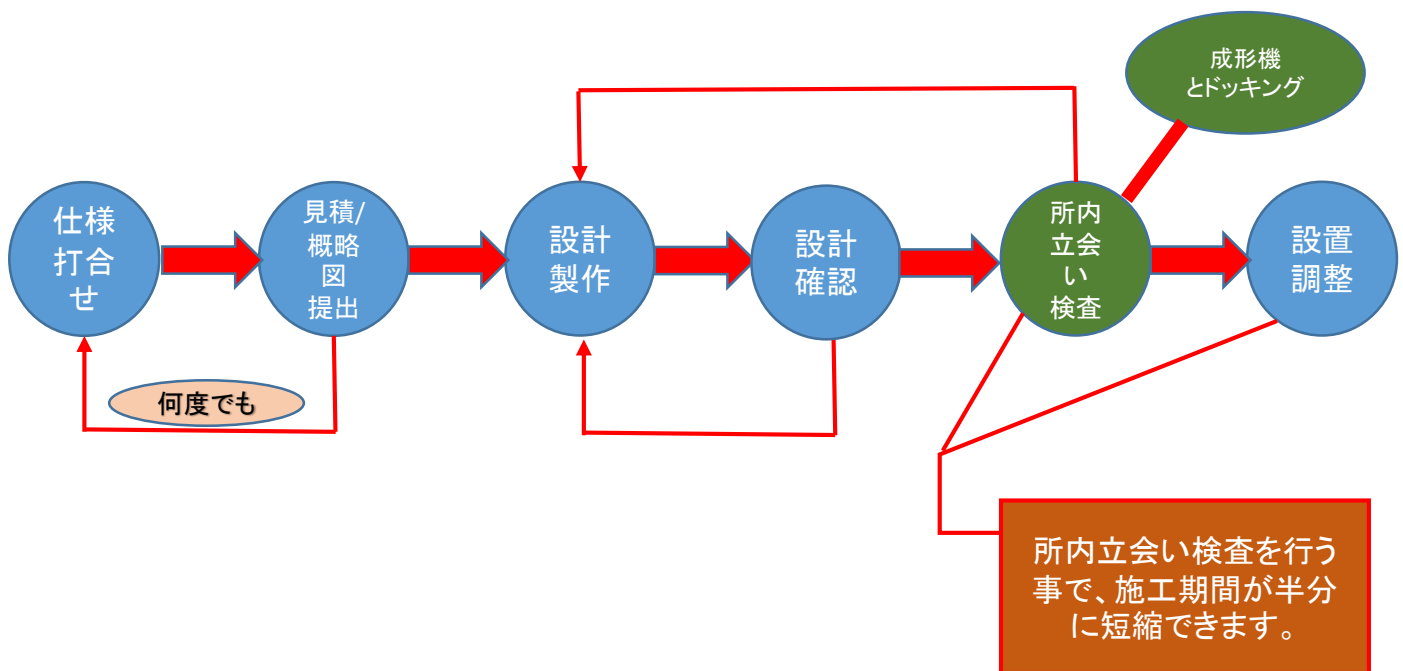 成形機
とドッキング
仕様
打合
せ
見積/
概略
図
提出
設計
製作
設計
確認
所内
立会
い
検査
設置
調整
何度でも
所内立会い検査を行う
事で、施工期間が半分
に短縮できます。